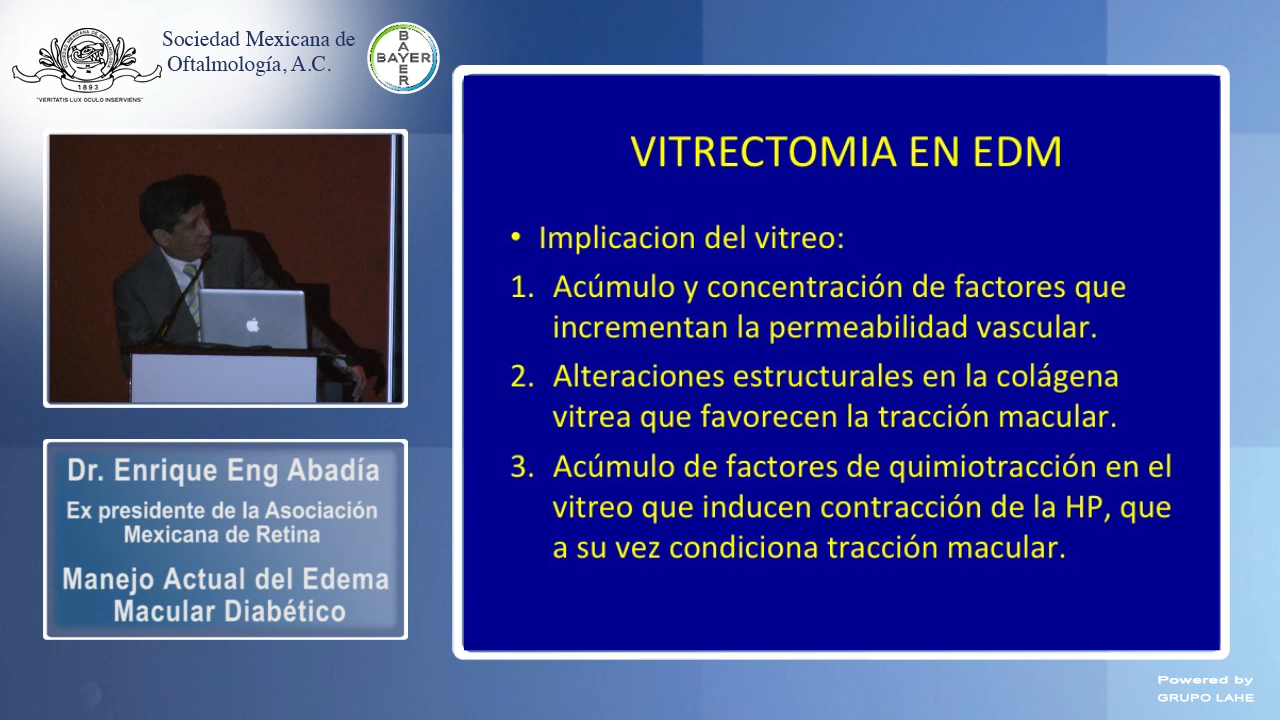 Sociedad Mexicana de
Oftalmología, A.C.
BAYER
BAYER
1893
"VERITATIS LUX OCULO INSERVIENS"
Dr. Enrique Eng Abadía
Ex presidente de la Asociación
Mexicana de Retina
Manejo Actual del Edema
Macular Diabético
VITRECTOMIA EN EDM
• Implicacion del vitreo:
1. Acúmulo y concentración de factores que
incrementan la permeabilidad vascular.
2. Alteraciones estructurales en la colágena
vitrea que favorecen la tracción macular.
3. Acúmulo de factores de quimiotracción en el
vitreo que inducen contracción de la HP, que
a su vez condiciona tracción macular.
Powered by
GRUPO LAHE